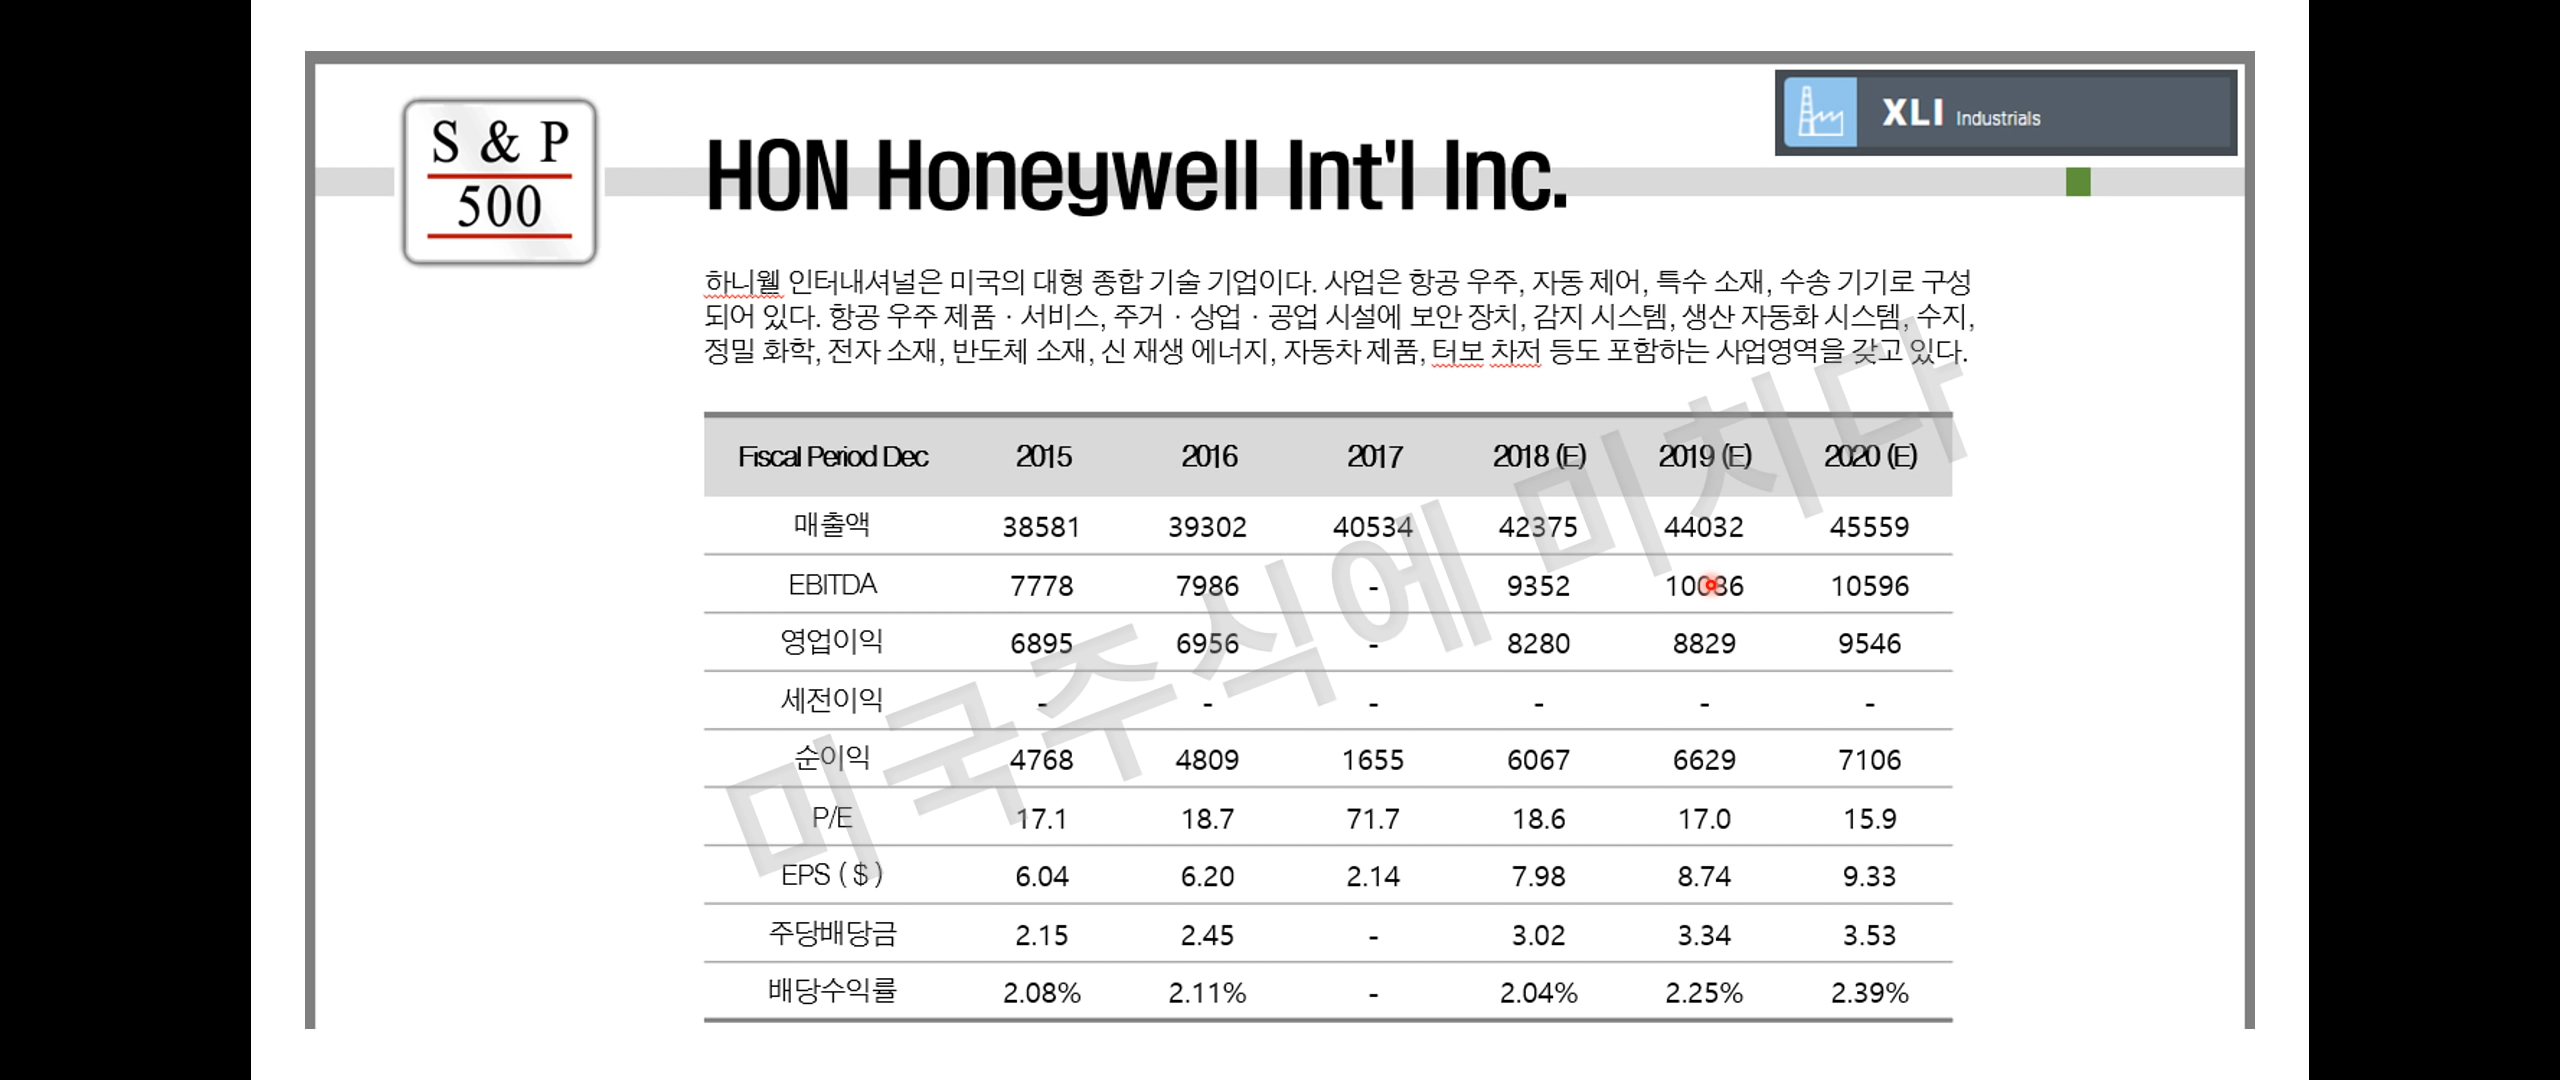 S & P
500
XLI Industrials
HON Honeywell Int'l Inc.
하니웰 인터내셔널은 미국의 대형 종합 기술 기업이다. 사업은 항공 우주, 자동 제어, 특수 소재, 수송 기기로 구성
되어 있다. 항공 우주 제품 · 서비스, 주거 · 상업 · 공업 시설에 보안 장치, 감지 시스템, 생산 자동화 시스템, 수지,
정밀 화학, 전자 소재, 반도체 소재, 신 재생 에너지, 자동차 제품, 터보 차저 등도 포함하는 사업영역을 갖고 있다.
Fiscal Period Dec 2015 2016 2017 2018 (E) 2019 (E) 2020 (E)
매출액 38581 39302 40534 42375 44032 45559
EBITDA 7778 7986 - 9352 10596
영업이익 6895 6956 - 8280 8829 9546
세전이익 - - - - - -
순이익 4768 4809 1655 6067 6629 7106
P/E 17.1 18.7 71.7 18.6 17.0 15.9
EPS ( $ ) 6.04 6.20 2.14 7.98 8.74 9.33
주당배당금 2.15 2.45 - 3.02 3.34 3.53
배당수익률 2.08% 2.11% - 2.04% 2.25% 2.39%
미국주식에 미치다